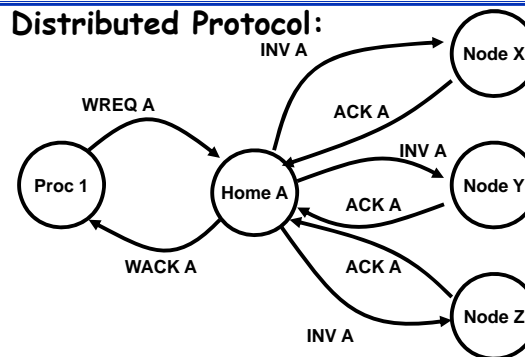 Distributed Protocol:
INV A
Node X
WREQ A
ACK A
INV A
Proc 1
Home A
Node Y
ACK A
WACK A
ACK A
Node Z
INV A